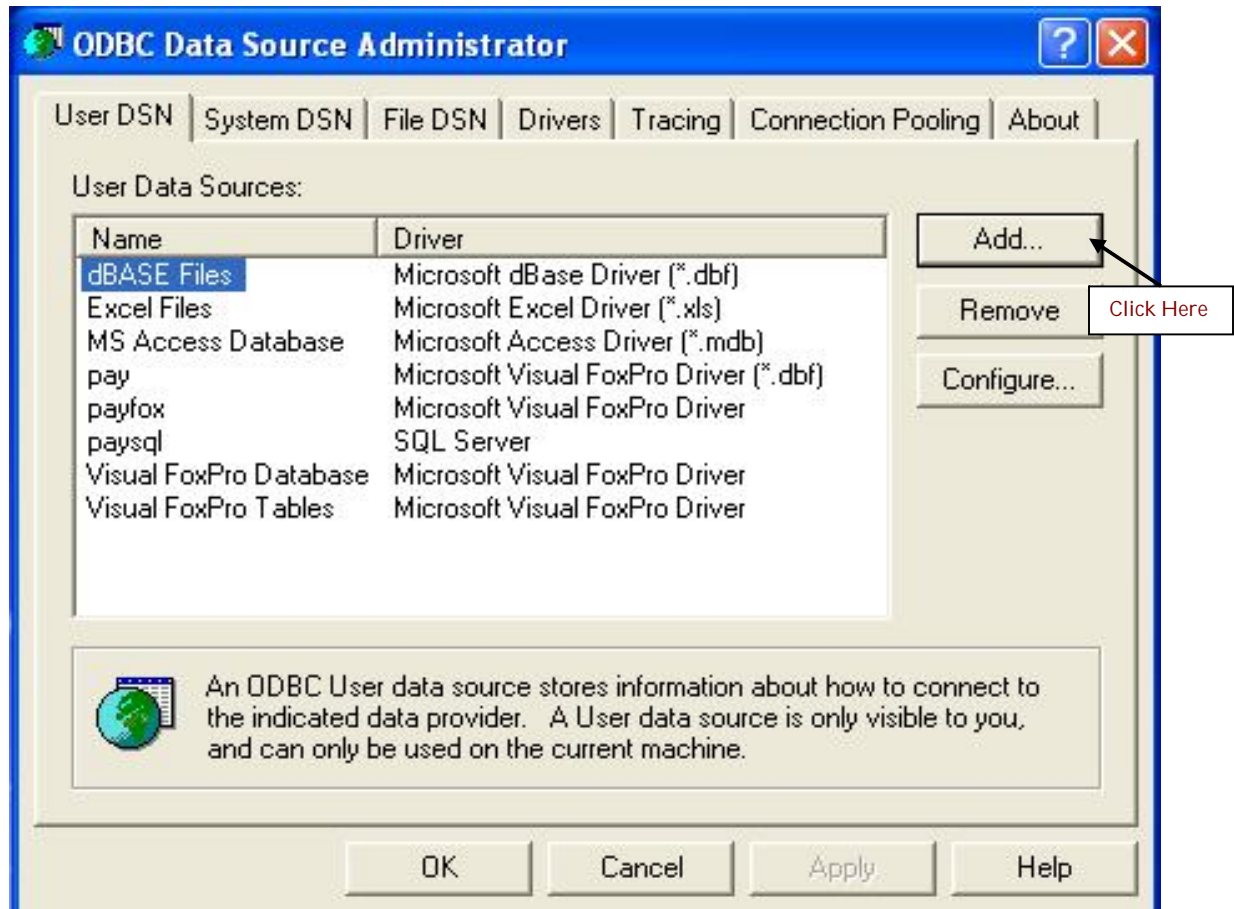 ODBC Data Source Administrator
User DSN System DSN File DSN Drivers Tracing Connection Pooling About
User Data Sources:
Name Driver
dBASE Files Microsoft dBase Driver (*.dbf)
Excel Files Microsoft Excel Driver (*.xls)
MS Access Database Microsoft Access Driver (*.mdb)
pay Microsoft Visual FoxPro Driver (*.dbf)
payfox Microsoft Visual FoxPro Driver
paysql SQL Server
Visual FoxPro Database Microsoft Visual FoxPro Driver
Visual FoxPro Tables Microsoft Visual FoxPro Driver
Add...
Click Here
Remove
Configure...
An ODBC User data source stores information about how to connect to
the indicated data provider. A User data source is only visible to you,
and can only be used on the current machine.
OK Cancel Apply Help